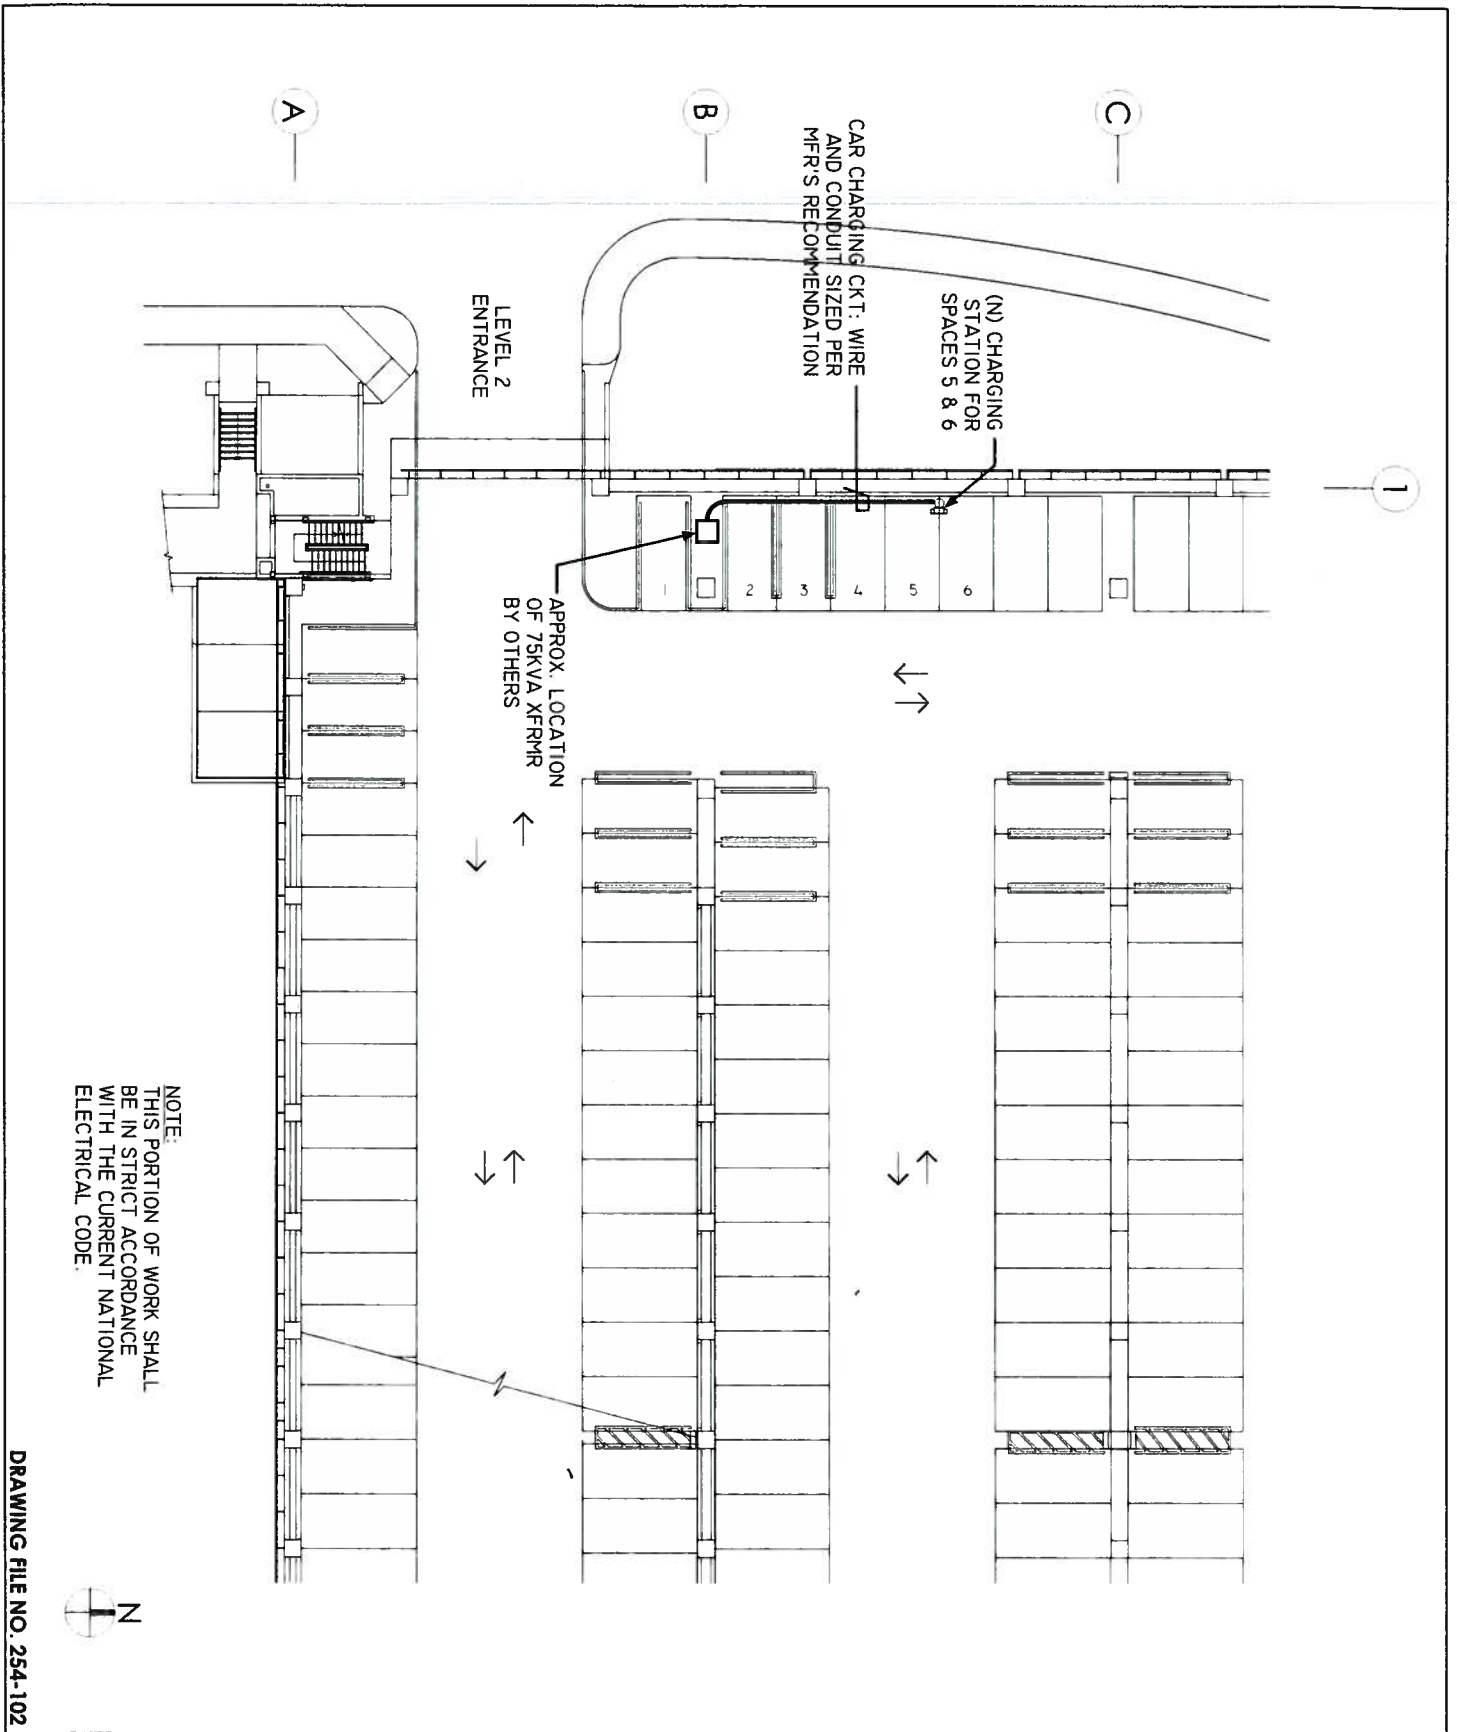 A
B
C
1
CAR CHARGING CKT: WIRE
AND CONDUIT SIZED PER
MFR'S RECOMMENDATION
(N) CHARGING
STATION FOR
SPACES 5 & 6
LEVEL 2
ENTRANCE
1
2
3
4
5
6
APPROX. LOCATION
OF 75KVA XFRMR
BY OTHERS
NOTE:
THIS PORTION OF WORK SHALL
BE IN STRICT ACCORDANCE
WITH THE CURRENT NATIONAL
ELECTRICAL CODE.
N
DRAWING FILE NO. 254-102